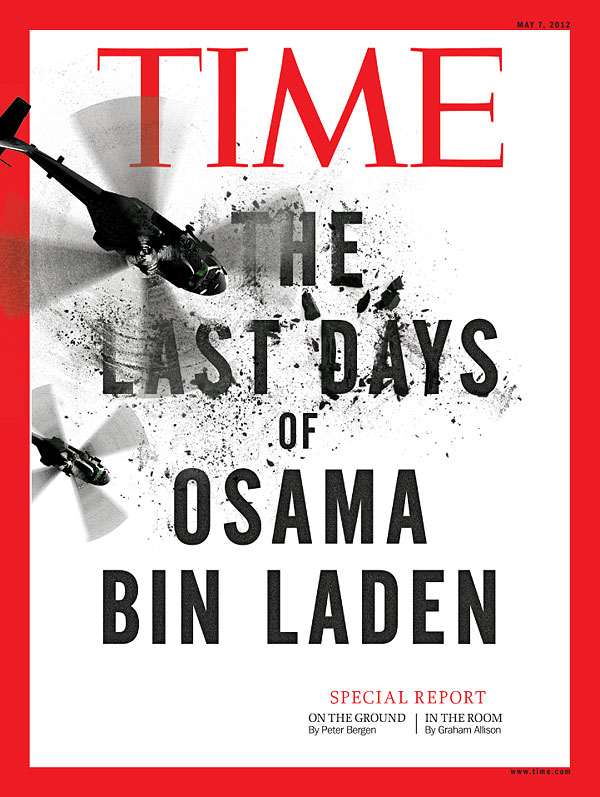 MAY 7, 2012
TIME
THE
LAST DAYS
OF
OSAMA
BIN LADEN
SPECIAL REPORT
ON THE GROUND
By Peter Bergen
IN THE ROOM
By Graham Allison
www.time.com